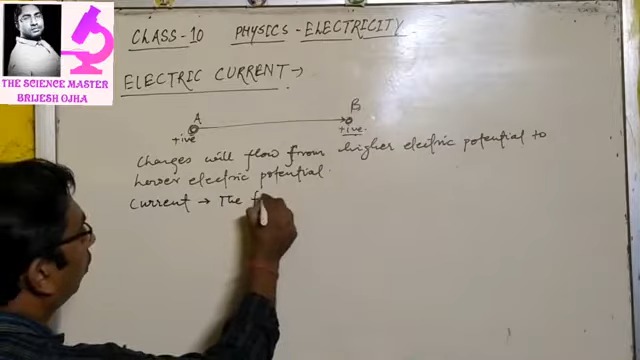 CLASS-10 PHYSICS - ELECTRICITY
THE SCIENCE MASTER
BRIJESH OJHA
ELECTRIC CURRENT →
A B
+ive +ive
Charges will flow from higher electric potential to
lower electric potential.
Current → The f